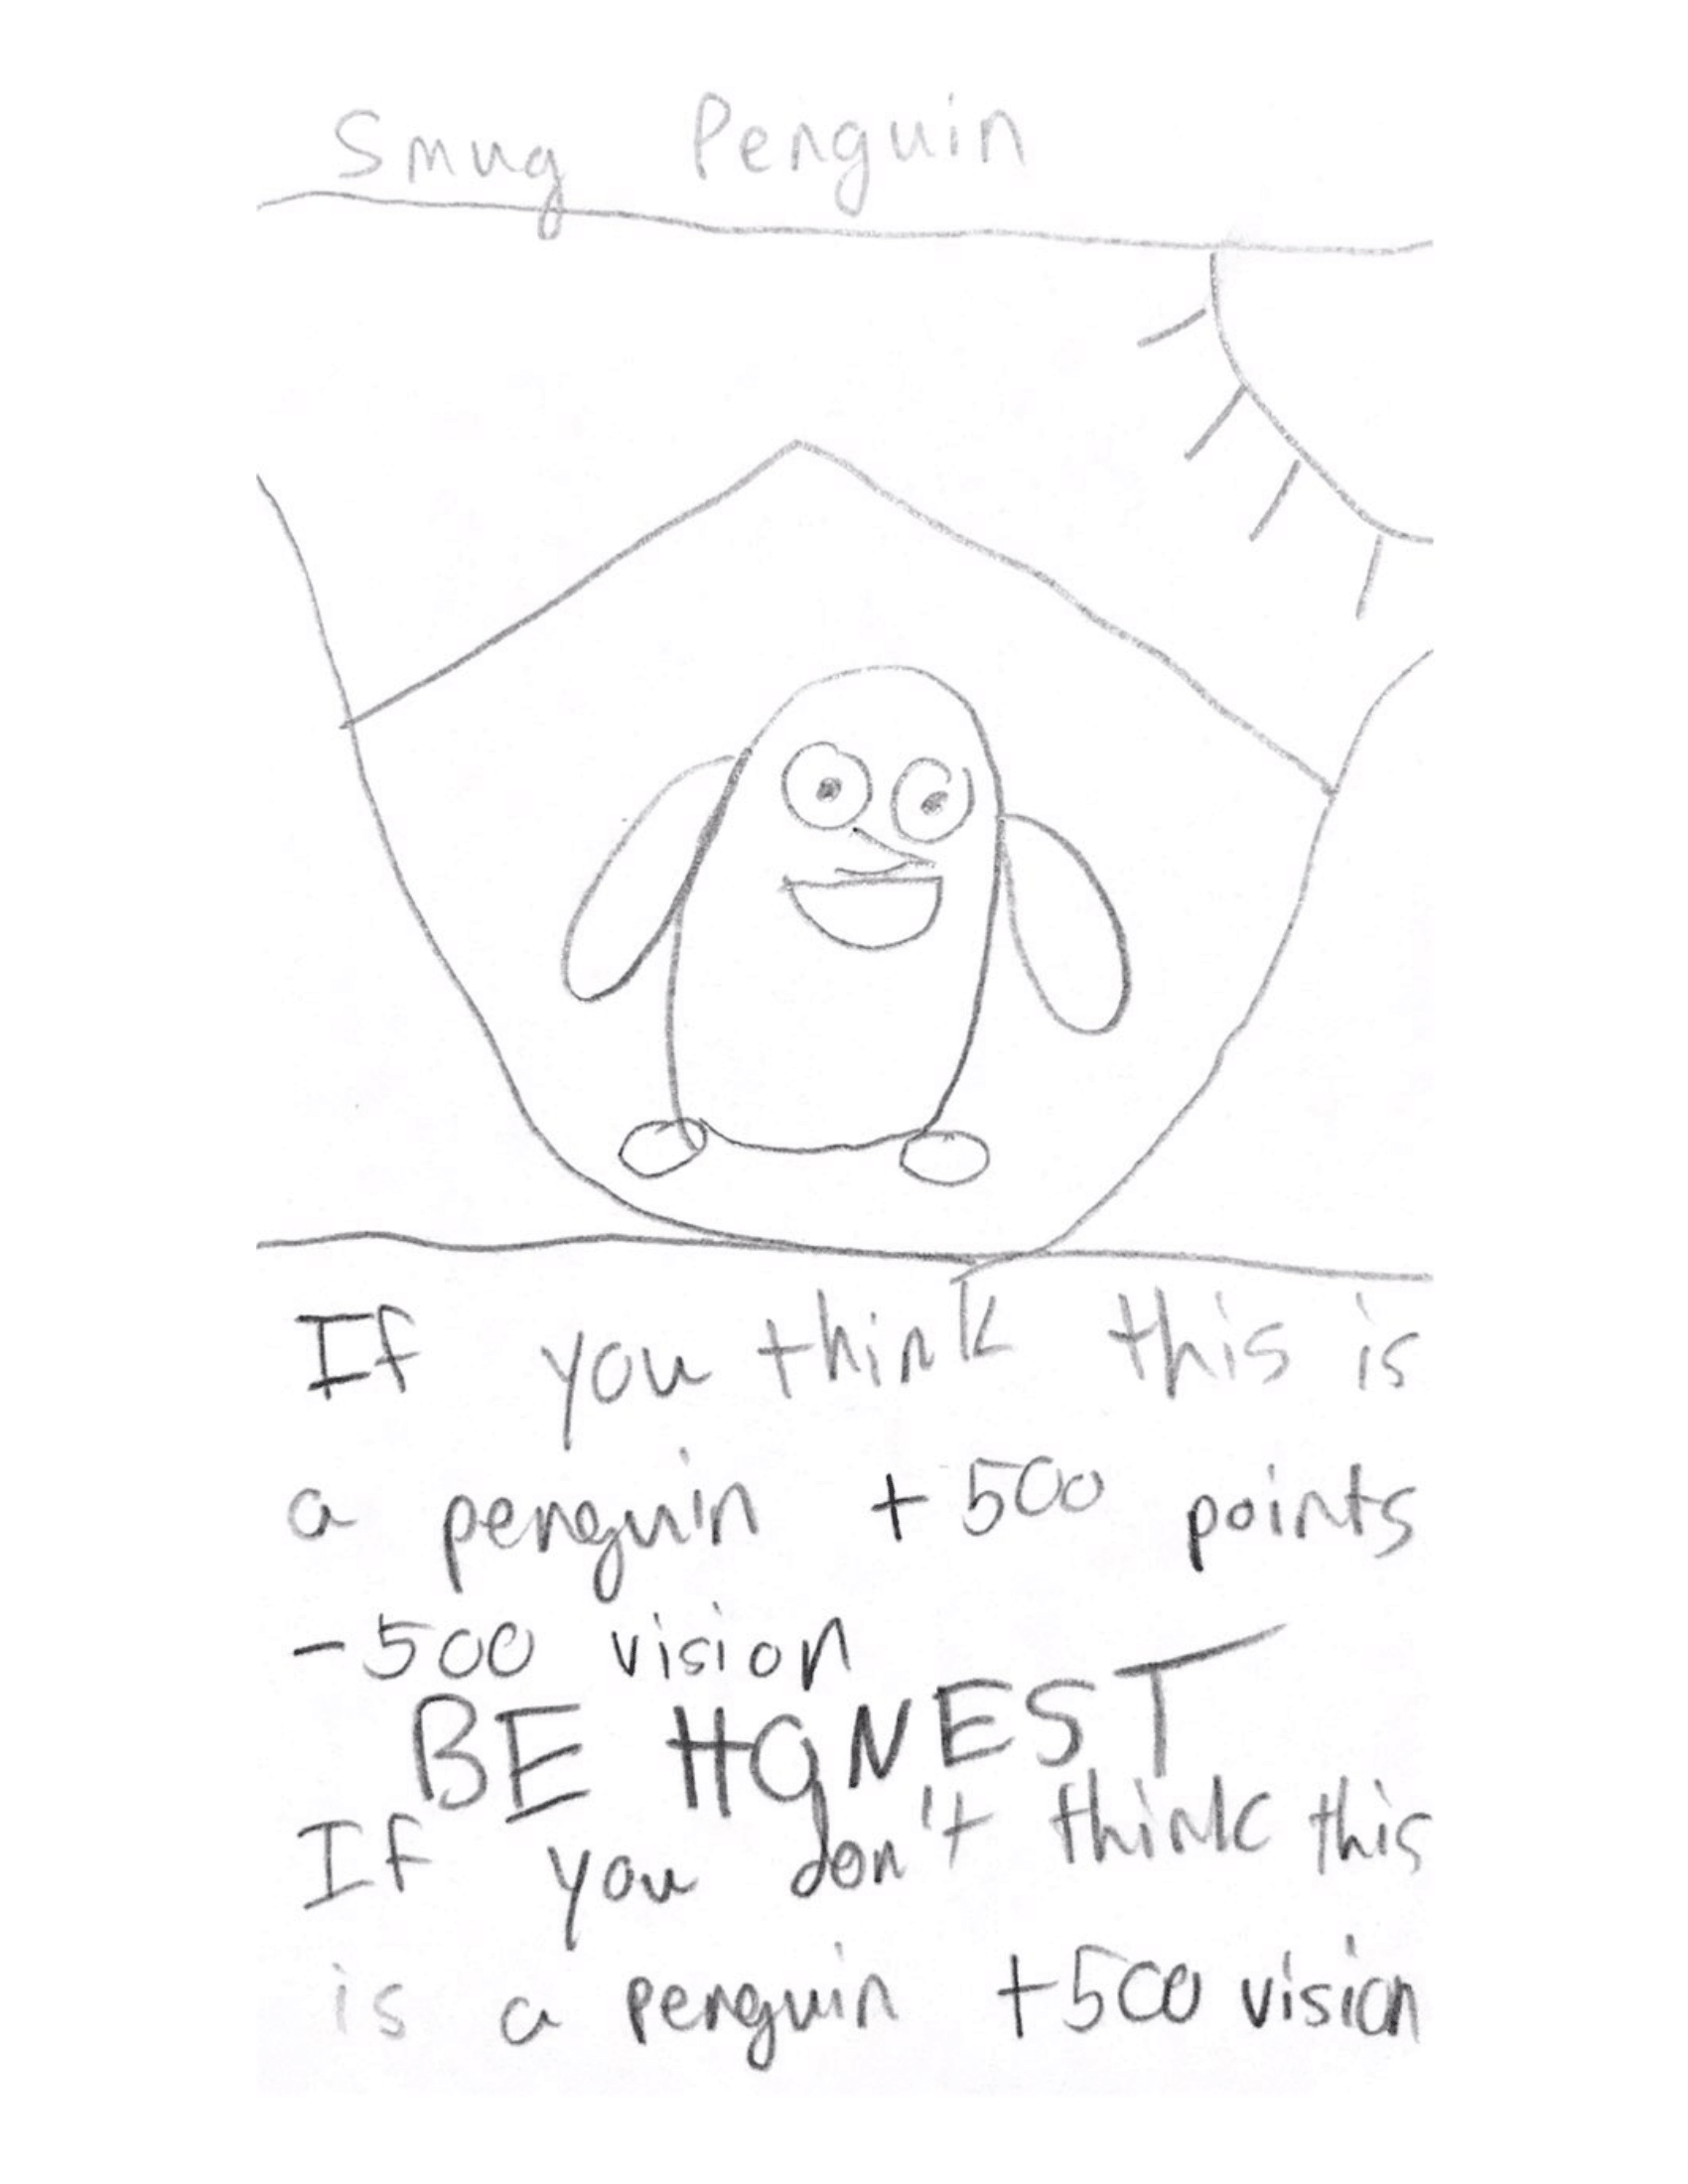 Smug Penguin
If you think this is
a penguin +500 points
-500 vision
BE HONEST
If you don't think this
is a penguin +500 vision